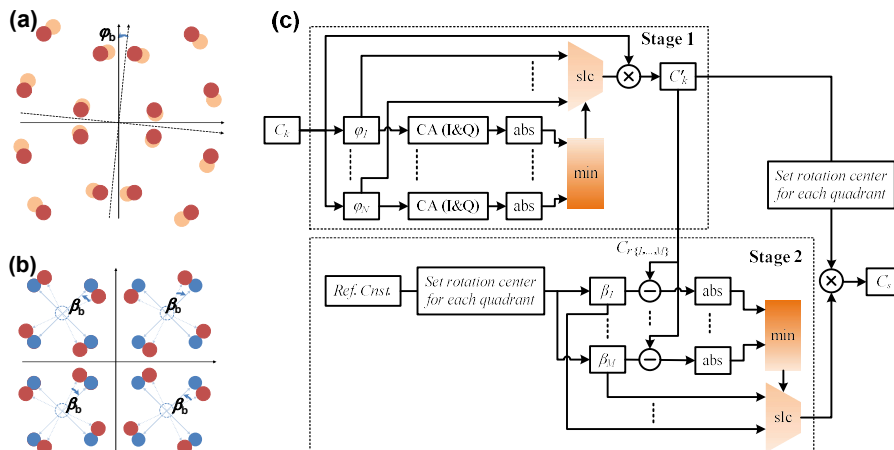 (a)
φb
(b)
βb
βb
βb
βb
(c)
Stage 1
Ck
φ1
CA (I&Q)
abs
φN
CA (I&Q)
abs
min
slc
×
C'k
Set rotation center
for each quadrant
Cr{1,...,M}
Stage 2
Ref. Cnst.
Set rotation center
for each quadrant
β1
−
abs
βM
−
abs
min
slc
×
Cs